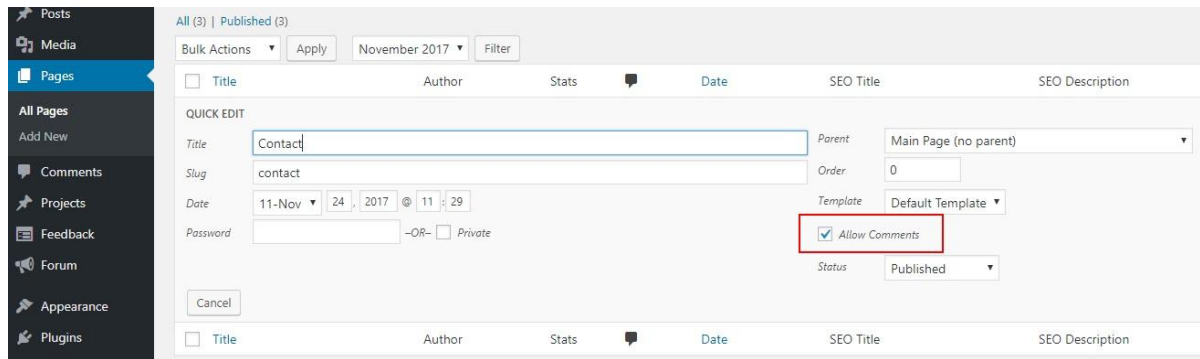 Posts
Media
Pages
All Pages
Add New
Comments
Projects
Feedback
Forum
Appearance
Plugins
All (3) | Published (3)
Bulk Actions Apply November 2017 Filter
Title Author Stats Date SEO Title SEO Description
QUICK EDIT
Title Contact
Slug contact
Date 11-Nov 24 , 2017 @ 11 : 29
Password –OR– Private
Parent Main Page (no parent)
Order 0
Template Default Template
Allow Comments
Status Published
Cancel
Title Author Stats Date SEO Title SEO Description